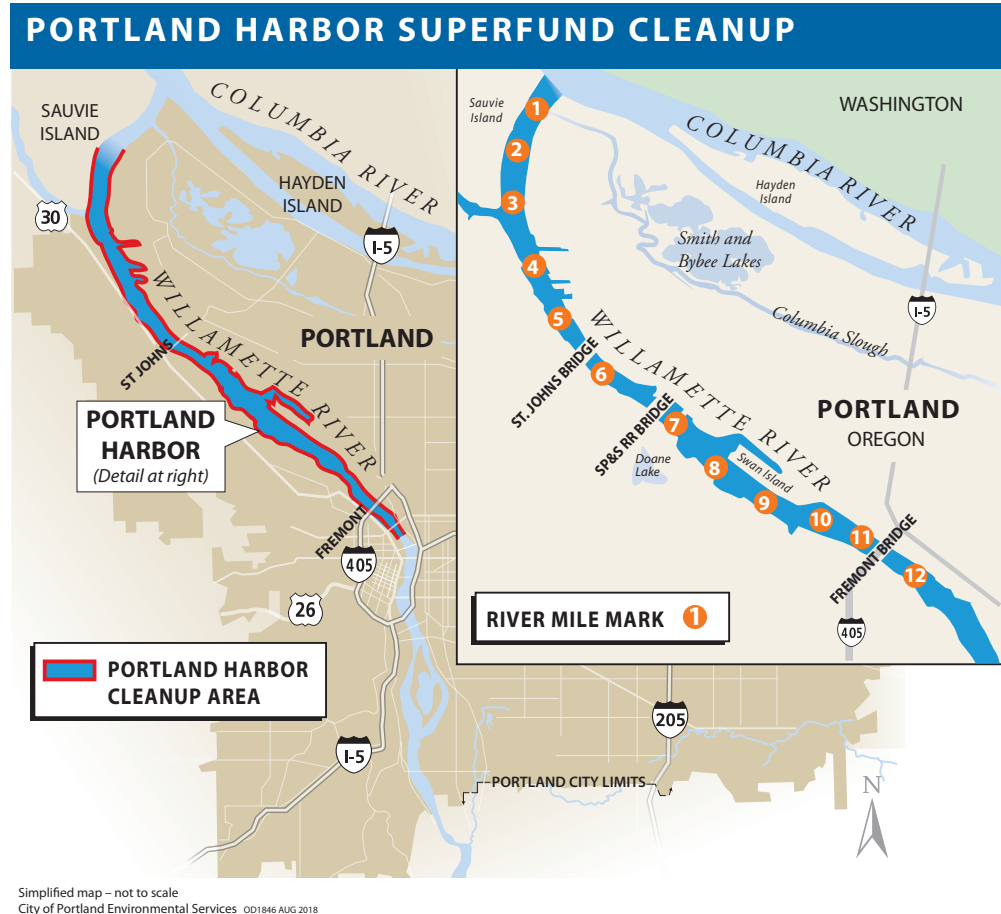 PORTLAND HARBOR SUPERFUND CLEANUP
SAUVIE
ISLAND
COLUMBIA RIVER
HAYDEN
ISLAND
30
I-5
WILLAMETTE RIVER
PORTLAND
ST JOHNS
PORTLAND
HARBOR
(Detail at right)
FREMONT
405
26
PORTLAND HARBOR
CLEANUP AREA
I-5
205
PORTLAND CITY LIMITS
N
Sauvie
Island
1
WASHINGTON
COLUMBIA RIVER
2
Hayden
Island
3
Smith and
Bybee Lakes
4
I-5
5
Columbia Slough
WILLAMETTE RIVER
ST. JOHNS BRIDGE
6
SP&S RR BRIDGE
PORTLAND
OREGON
7
Doane
Lake
8
Swan Island
9
10
11
FREMONT BRIDGE
12
405
RIVER MILE MARK 1
Simplified map – not to scale
City of Portland Environmental Services OD1846 AUG 2018